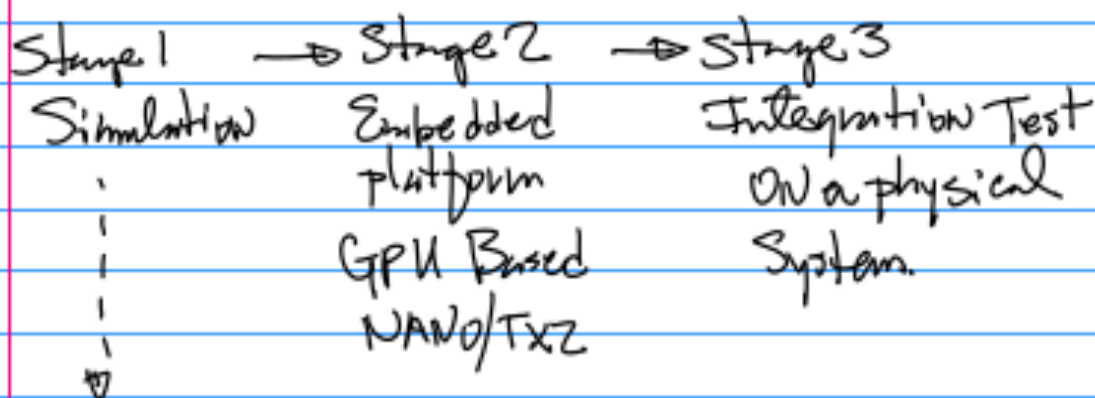 Stage 1 → Stage 2 → Stage 3
Simulation Embedded Integration Test
platform ON a physical
GPU Based System.
NANO/TX2